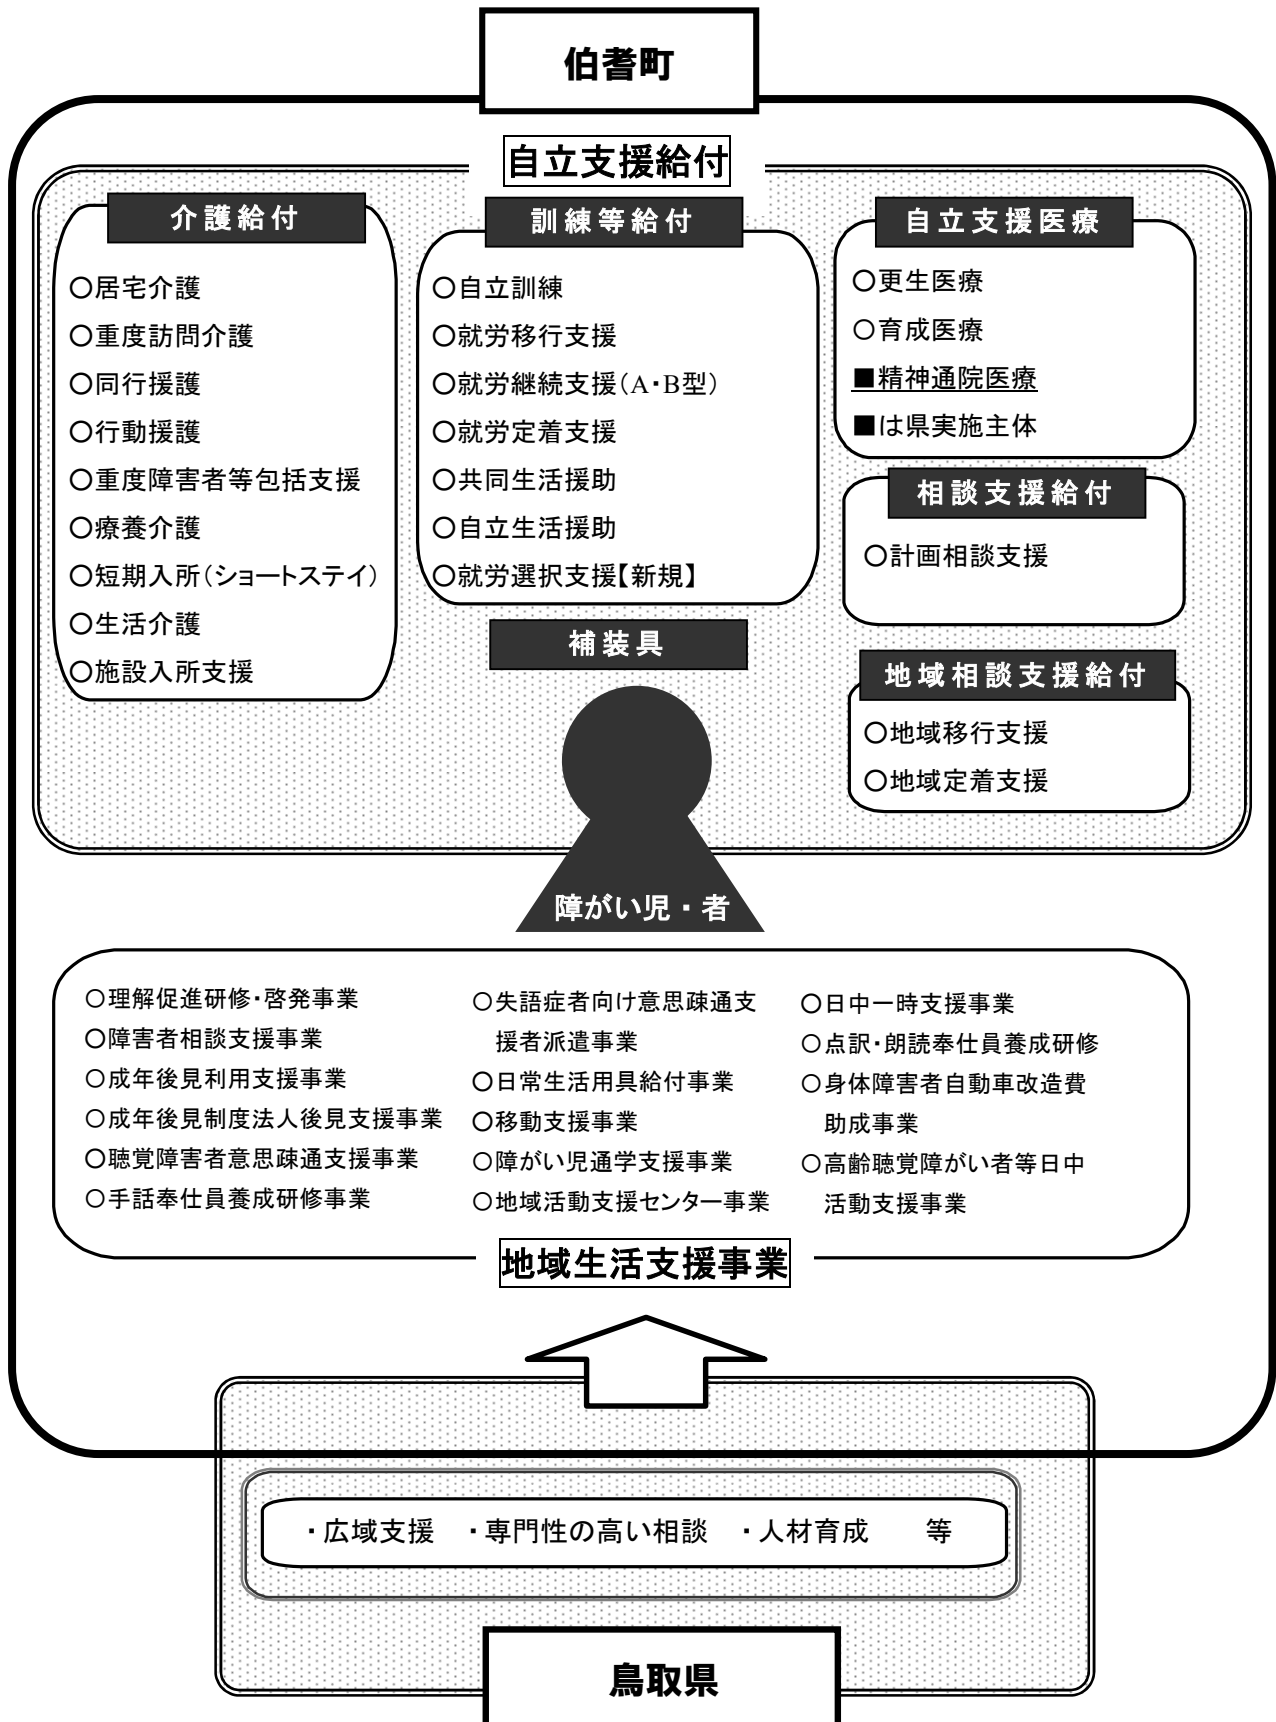 伯耆町
自立支援給付
介護給付
○居宅介護
○重度訪問介護
○同行援護
○行動援護
○重度障害者等包括支援
○療養介護
○短期入所（ショートステイ）
○生活介護
○施設入所支援
訓練等給付
○自立訓練
○就労移行支援
○就労継続支援（A・B型）
○就労定着支援
○共同生活援助
○自立生活援助
○就労選択支援【新規】
補装具
自立支援医療
○更生医療
○育成医療
■精神通院医療
■は県実施主体
相談支援給付
○計画相談支援
地域相談支援給付
○地域移行支援
○地域定着支援
障がい児・者
○理解促進研修・啓発事業
○障害者相談支援事業
○成年後見利用支援事業
○成年後見制度法人後見支援事業
○聴覚障害者意思疎通支援事業
○手話奉仕員養成研修事業
○失語症者向け意思疎通支
援者派遣事業
○日常生活用具給付事業
○移動支援事業
○障がい児通学支援事業
○地域活動支援センター事業
○日中一時支援事業
○点訳・朗読奉仕員養成研修
○身体障害者自動車改造費
助成事業
○高齢聴覚障がい者等日中
活動支援事業
地域生活支援事業
・広域支援　・専門性の高い相談　・人材育成　　等
鳥取県